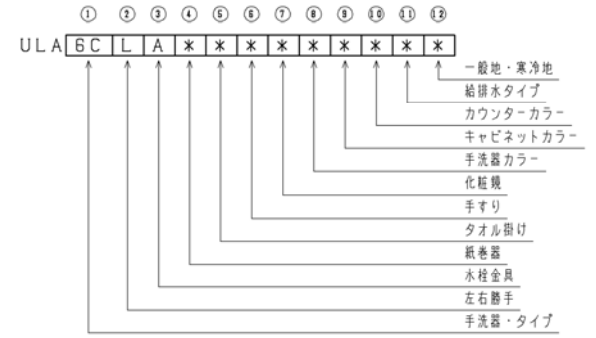 ① ② ③ ④ ⑤ ⑥ ⑦ ⑧ ⑨ ⑩ ⑪ ⑫
ULA 6C L A * * * * * * * * *
一般地・寒冷地
給排水タイプ
カウンターカラー
キャビネットカラー
手洗器カラー
化粧鏡
手すり
タオル掛け
紙巻器
水栓金具
左右勝手
手洗器・タイプ